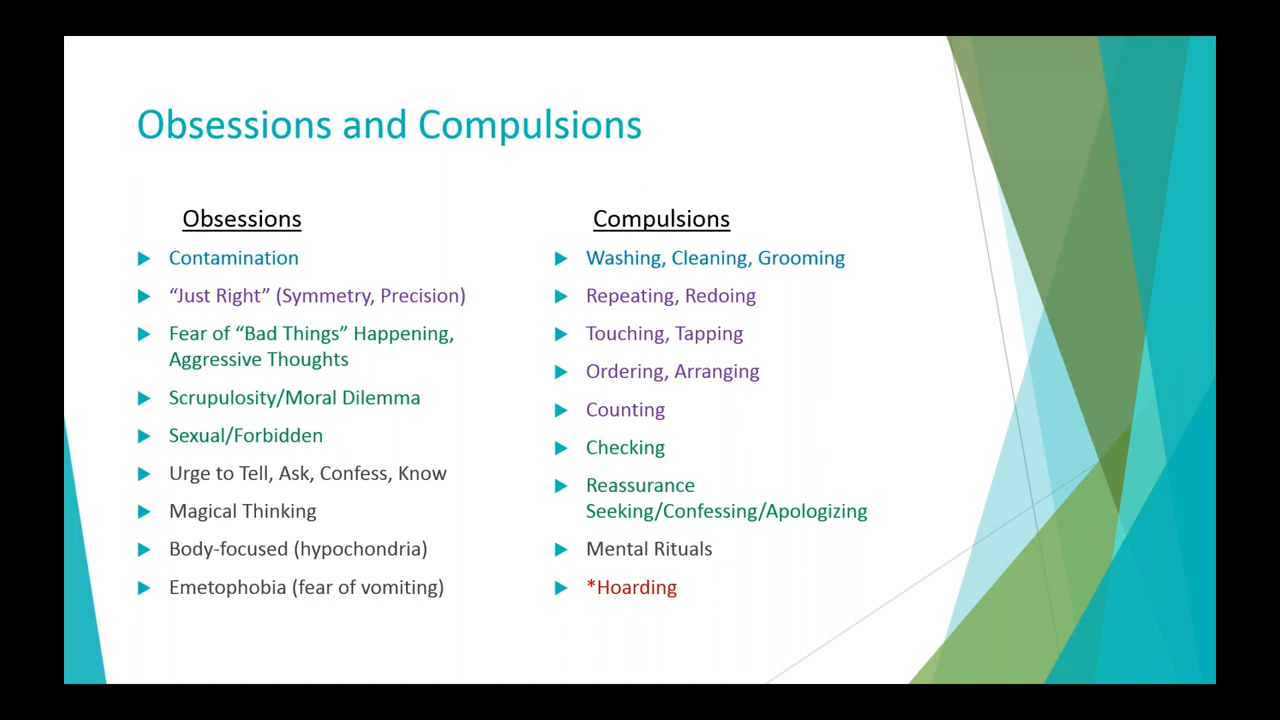 Obsessions and Compulsions
Obsessions
Contamination
“Just Right” (Symmetry, Precision)
Fear of “Bad Things” Happening,
Aggressive Thoughts
Scrupulosity/Moral Dilemma
Sexual/Forbidden
Urge to Tell, Ask, Confess, Know
Magical Thinking
Body-focused (hypochondria)
Emetophobia (fear of vomiting)
Compulsions
Washing, Cleaning, Grooming
Repeating, Redoing
Touching, Tapping
Ordering, Arranging
Counting
Checking
Reassurance
Seeking/Confessing/Apologizing
Mental Rituals
*Hoarding